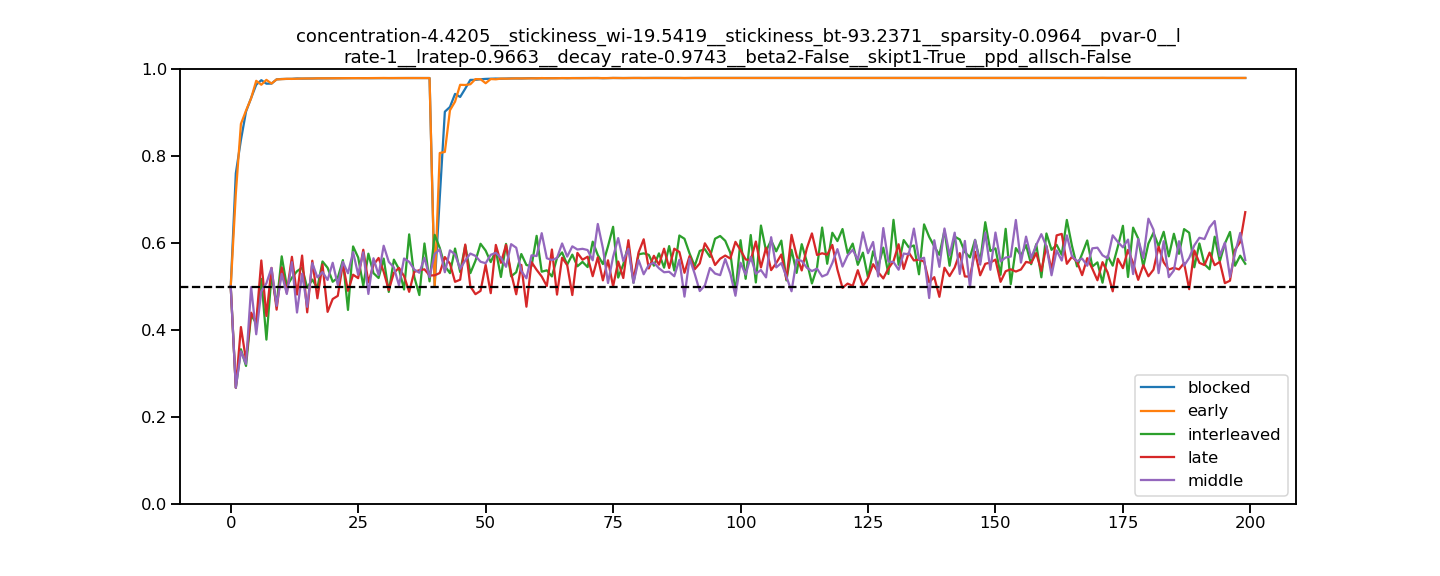 concentration-4.4205__stickiness_wi-19.5419__stickiness_bt-93.2371__sparsity-0.0964__pvar-0__l
rate-1__lratep-0.9663__decay_rate-0.9743__beta2-False__skipt1-True__ppd_allsch-False
1.0
0.8
0.6
0.4
0.2
0.0
0 25 50 75 100 125 150 175 200
blocked
early
interleaved
late
middle